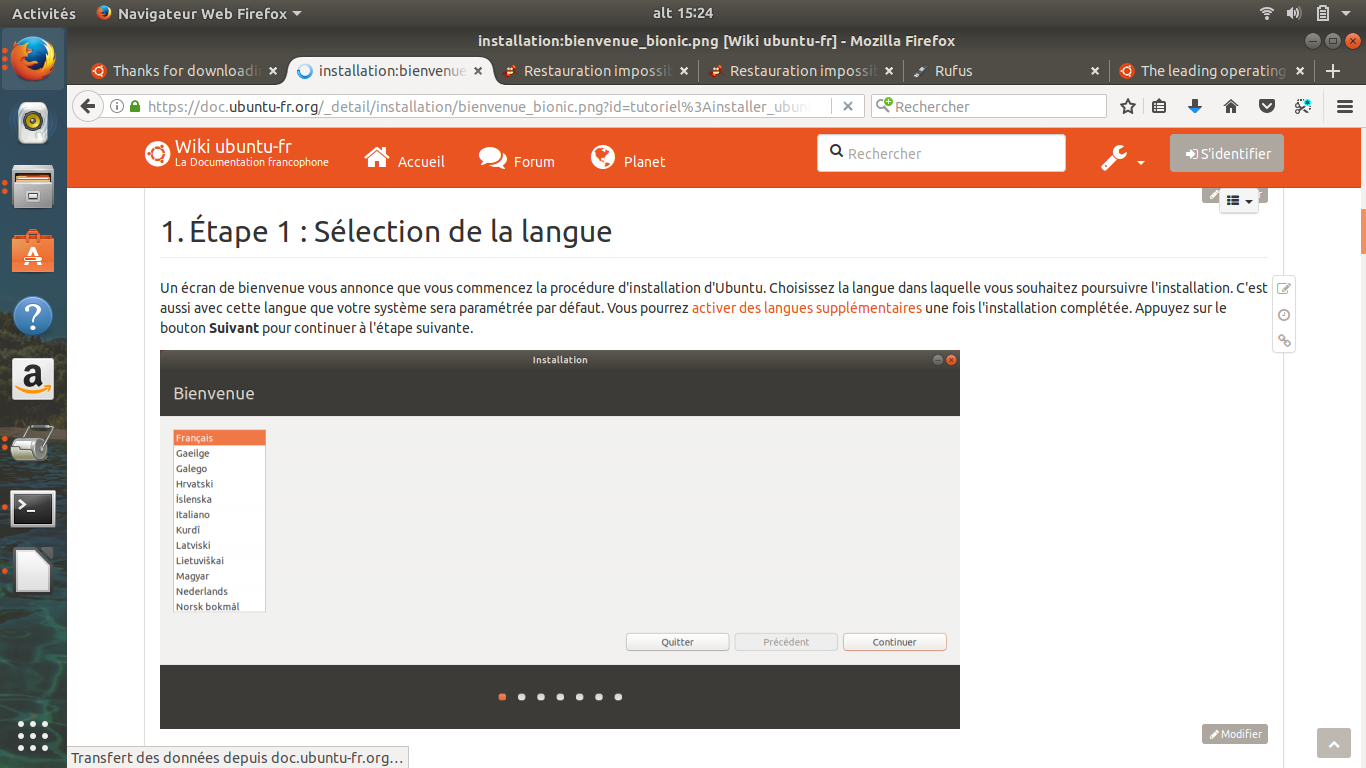 Activités
Navigateur Web Firefox
alt 15:24
installation:bienvenue_bionic.png [Wiki ubuntu-fr] - Mozilla Firefox
Thanks for downloadin
installation:bienvenue
Restauration impossib
Restauration impossib
Rufus
The leading operating
https://doc.ubuntu-fr.org/_detail/installation/bienvenue_bionic.png?id=tutoriel%3Ainstaller_ubun
Rechercher
Wiki ubuntu-fr
La Documentation francophone
Accueil
Forum
Planet
Rechercher
S'identifier
1. Étape 1 : Sélection de la langue
Un écran de bienvenue vous annonce que vous commencez la procédure d'installation d'Ubuntu. Choisissez la langue dans laquelle vous souhaitez poursuivre l'installation. C'est
aussi avec cette langue que votre système sera paramétrée par défaut. Vous pourrez activer des langues supplémentaires une fois l'installation complétée. Appuyez sur le
bouton Suivant pour continuer à l'étape suivante.
Installation
Bienvenue
Français
Gaeilge
Galego
Hrvatski
Íslenska
Italiano
Kurdî
Latviski
Lietuviškai
Magyar
Nederlands
Norsk bokmål
Quitter
Précédent
Continuer
Modifier
Transfert des données depuis doc.ubuntu-fr.org…